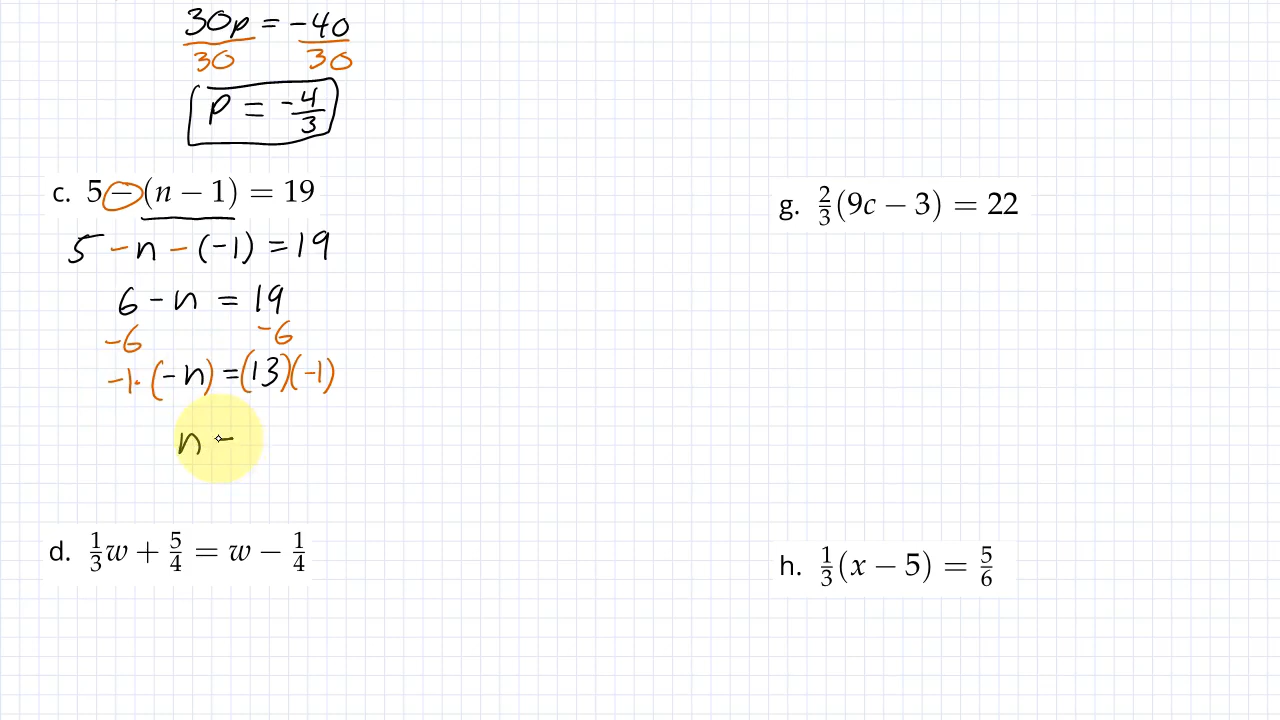 30p = -40
30 30
p = -4/3
c. 5 − (n − 1) = 19
5 - n - (-1) = 19
6 - n = 19
-6 -6
-1· (-n) = (13)(-1)
n -
d. 1/3 w + 5/4 = w − 1/4
g. 2/3 (9c − 3) = 22
h. 1/3 (x − 5) = 5/6